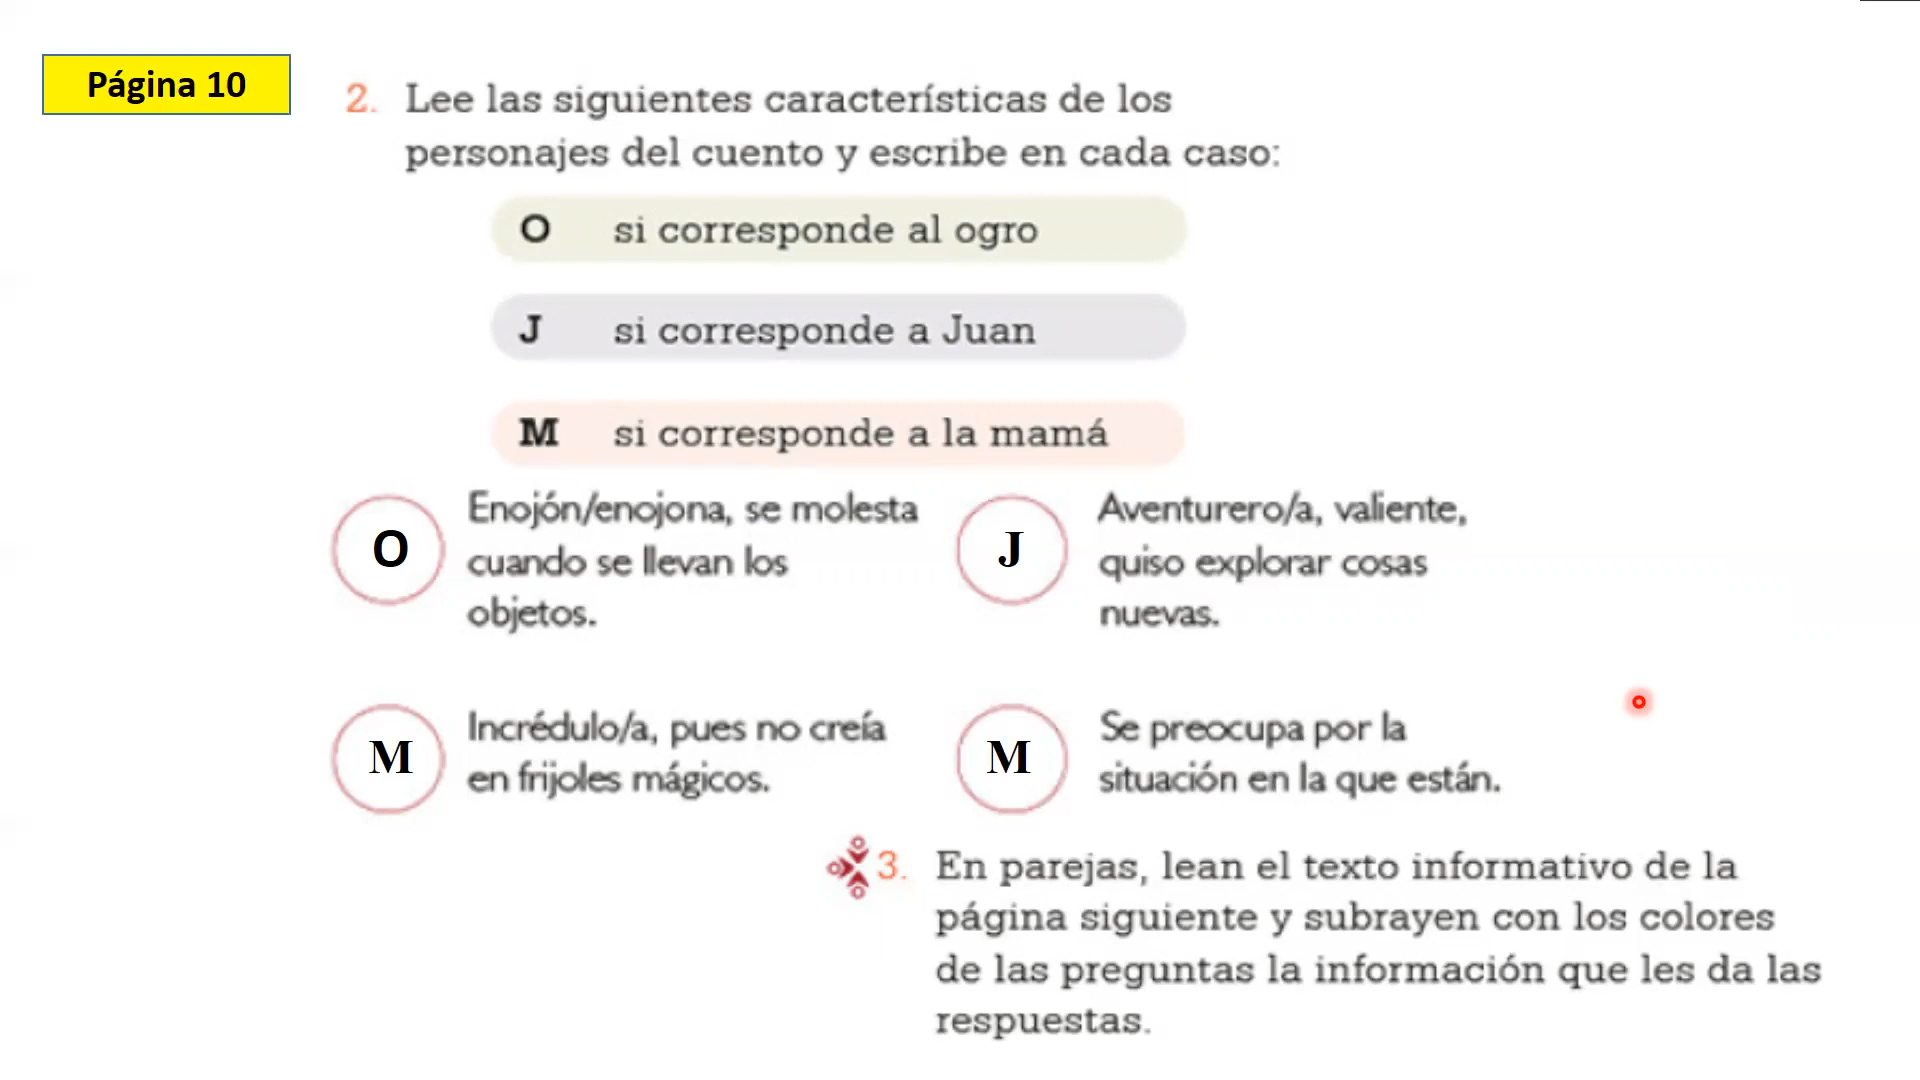 Página 10
2. Lee las siguientes características de los
personajes del cuento y escribe en cada caso:
O si corresponde al ogro
J si corresponde a Juan
M si corresponde a la mamá
O
Enojón/enojona, se molesta
cuando se llevan los
objetos.
J
Aventurero/a, valiente,
quiso explorar cosas
nuevas.
M
Incrédulo/a, pues no creía
en frijoles mágicos.
M
Se preocupa por la
situación en la que están.
3. En parejas, lean el texto informativo de la
página siguiente y subrayen con los colores
de las preguntas la información que les da las
respuestas.